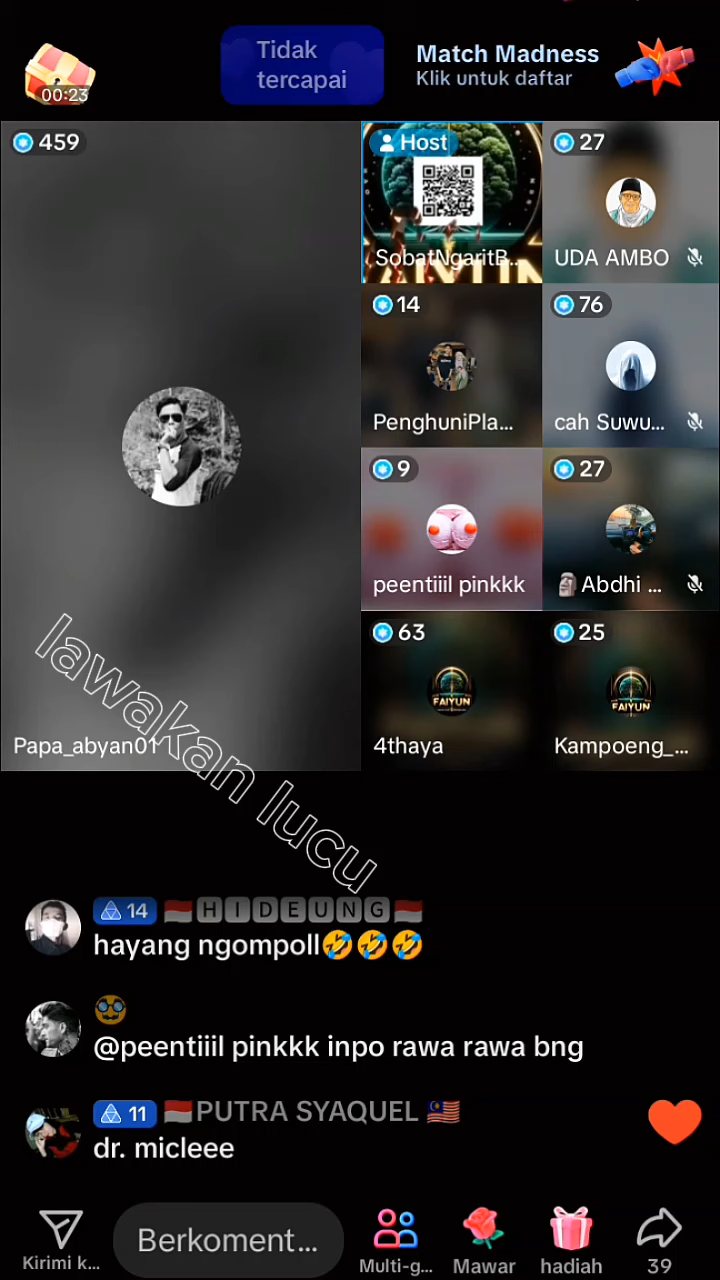 00:23
Tidak
tercapai
Match Madness
Klik untuk daftar
459
Host
27
SobatNgaritB...
UDA AMBO
14
76
PenghuniPla...
cah Suwu...
9
27
peentiiil pinkkk
Abdhi ...
63
25
FAIYUN
FAIYUN
Papa_abyan01
4thaya
Kampoeng_...
lawakan lucu
14 🇮🇩🅷🅸🅳🅴🆄🅽🅶🇮🇩
hayang ngompoll🤣🤣🤣
🥸
@peentiiil pinkkk inpo rawa rawa bng
11 🇮🇩PUTRA SYAQUEL 🇲🇾
dr. micleee
Berkoment...
Kirimi k...
Multi-g...
Mawar
hadiah
39